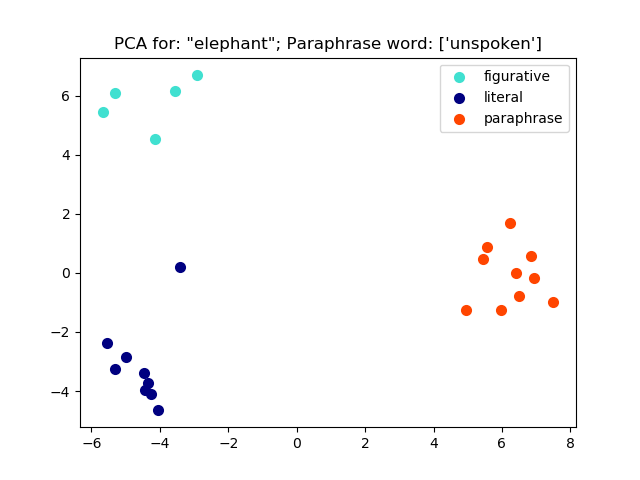 PCA for: "elephant"; Paraphrase word: ['unspoken']
figurative
literal
paraphrase
6
4
2
0
−2
−4
−6 −4 −2 0 2 4 6 8